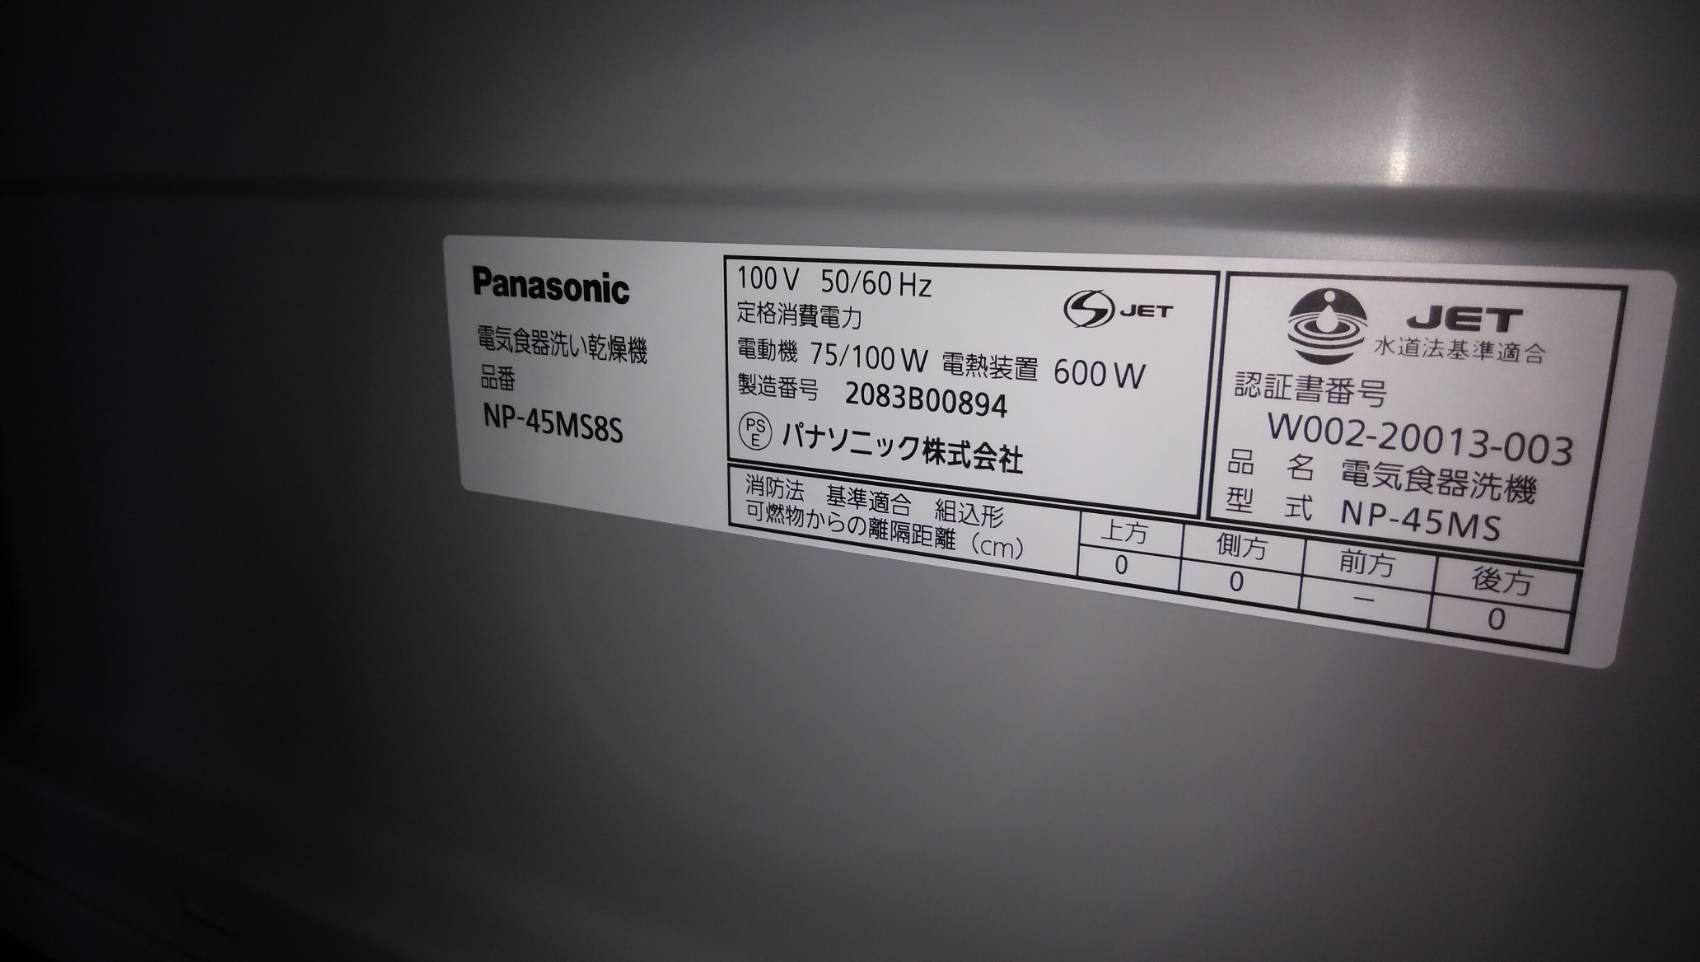 Panasonic
電気食器洗い乾燥機
品番
NP-45MS8S
100V 50/60Hz
定格消費電力
電動機 75/100W 電熱装置 600W
製造番号 2083B00894
PSE パナソニック株式会社
JET
JET
水道法基準適合
認証書番号
W002-20013-003
品 名 電気食器洗機
型 式 NP-45MS
消防法 基準適合 組込形
可燃物からの離隔距離（cm）
上方 側方 前方 後方
0 0 — 0